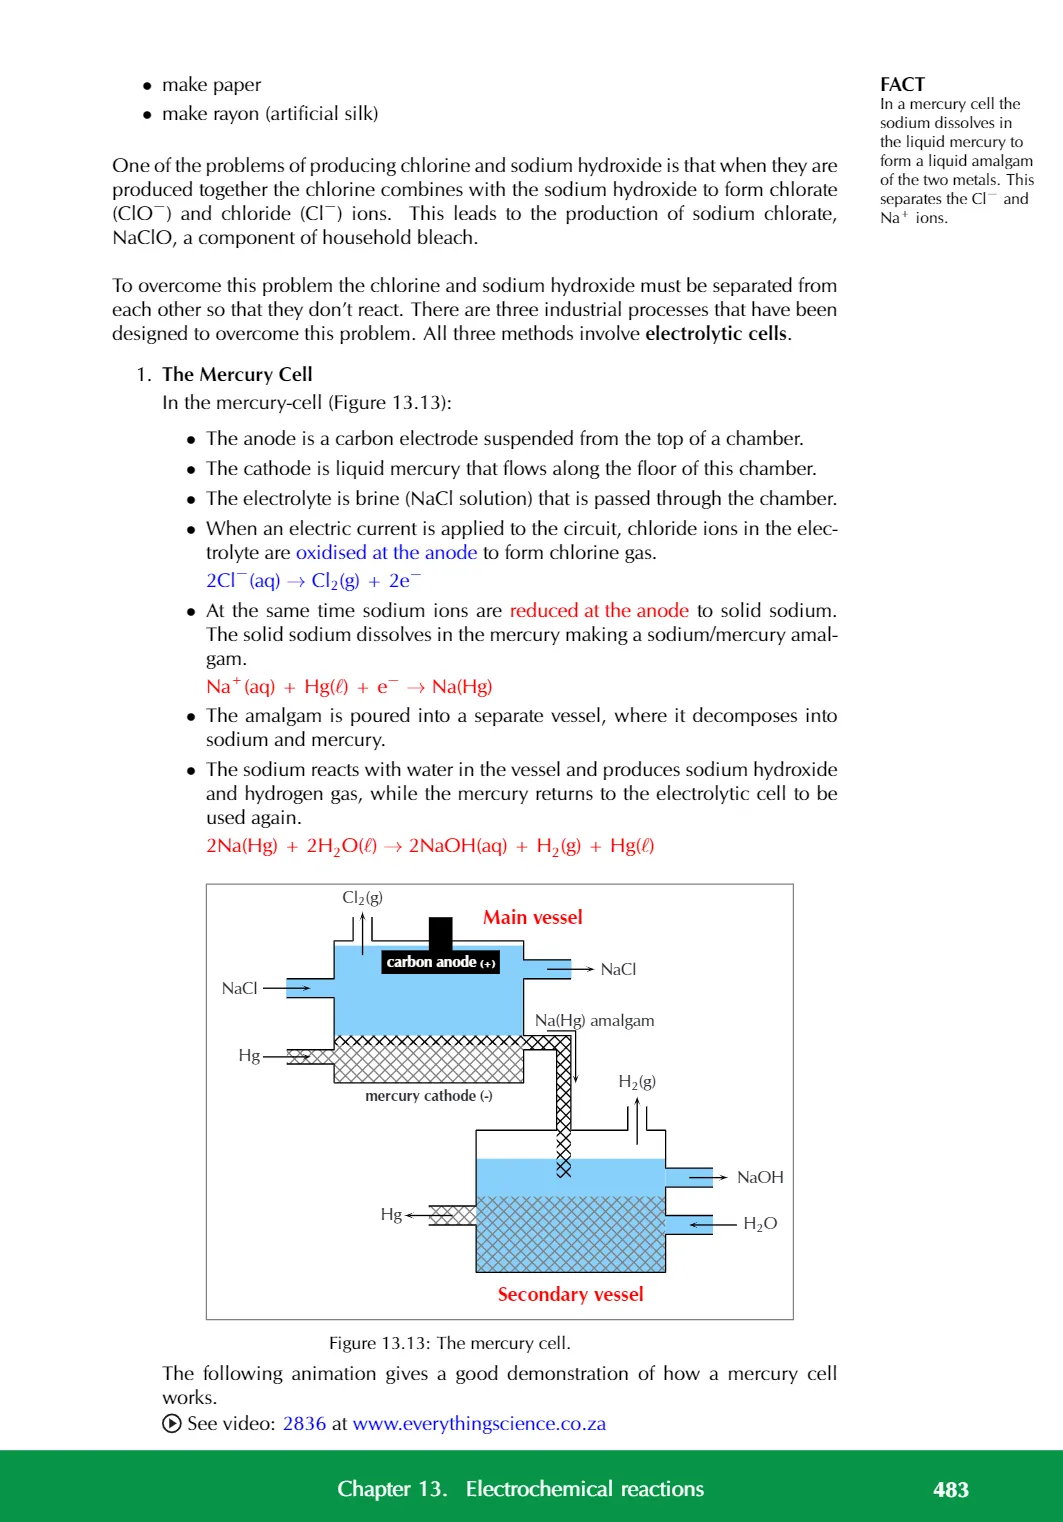 • make paper
• make rayon (artificial silk)
One of the problems of producing chlorine and sodium hydroxide is that when they are
produced together the chlorine combines with the sodium hydroxide to form chlorate
(ClO⁻) and chloride (Cl⁻) ions. This leads to the production of sodium chlorate,
NaClO, a component of household bleach.
To overcome this problem the chlorine and sodium hydroxide must be separated from
each other so that they don't react. There are three industrial processes that have been
designed to overcome this problem. All three methods involve electrolytic cells.
FACT
In a mercury cell the
sodium dissolves in
the liquid mercury to
form a liquid amalgam
of the two metals. This
separates the Cl⁻ and
Na⁺ ions.
1. The Mercury Cell
In the mercury-cell (Figure 13.13):
• The anode is a carbon electrode suspended from the top of a chamber.
• The cathode is liquid mercury that flows along the floor of this chamber.
• The electrolyte is brine (NaCl solution) that is passed through the chamber.
• When an electric current is applied to the circuit, chloride ions in the elec-
trolyte are oxidised at the anode to form chlorine gas.
2Cl⁻(aq) → Cl₂(g) + 2e⁻
• At the same time sodium ions are reduced at the anode to solid sodium.
The solid sodium dissolves in the mercury making a sodium/mercury amal-
gam.
Na⁺(aq) + Hg(ℓ) + e⁻ → Na(Hg)
• The amalgam is poured into a separate vessel, where it decomposes into
sodium and mercury.
• The sodium reacts with water in the vessel and produces sodium hydroxide
and hydrogen gas, while the mercury returns to the electrolytic cell to be
used again.
2Na(Hg) + 2H₂O(ℓ) → 2NaOH(aq) + H₂(g) + Hg(ℓ)
Cl₂(g)
Main vessel
carbon anode (+)
NaCl
NaCl
Na(Hg) amalgam
Hg
mercury cathode (-)
H₂(g)
NaOH
Hg
H₂O
Secondary vessel
Figure 13.13: The mercury cell.
The following animation gives a good demonstration of how a mercury cell
works.
See video: 2836 at www.everythingscience.co.za
Chapter 13. Electrochemical reactions
483